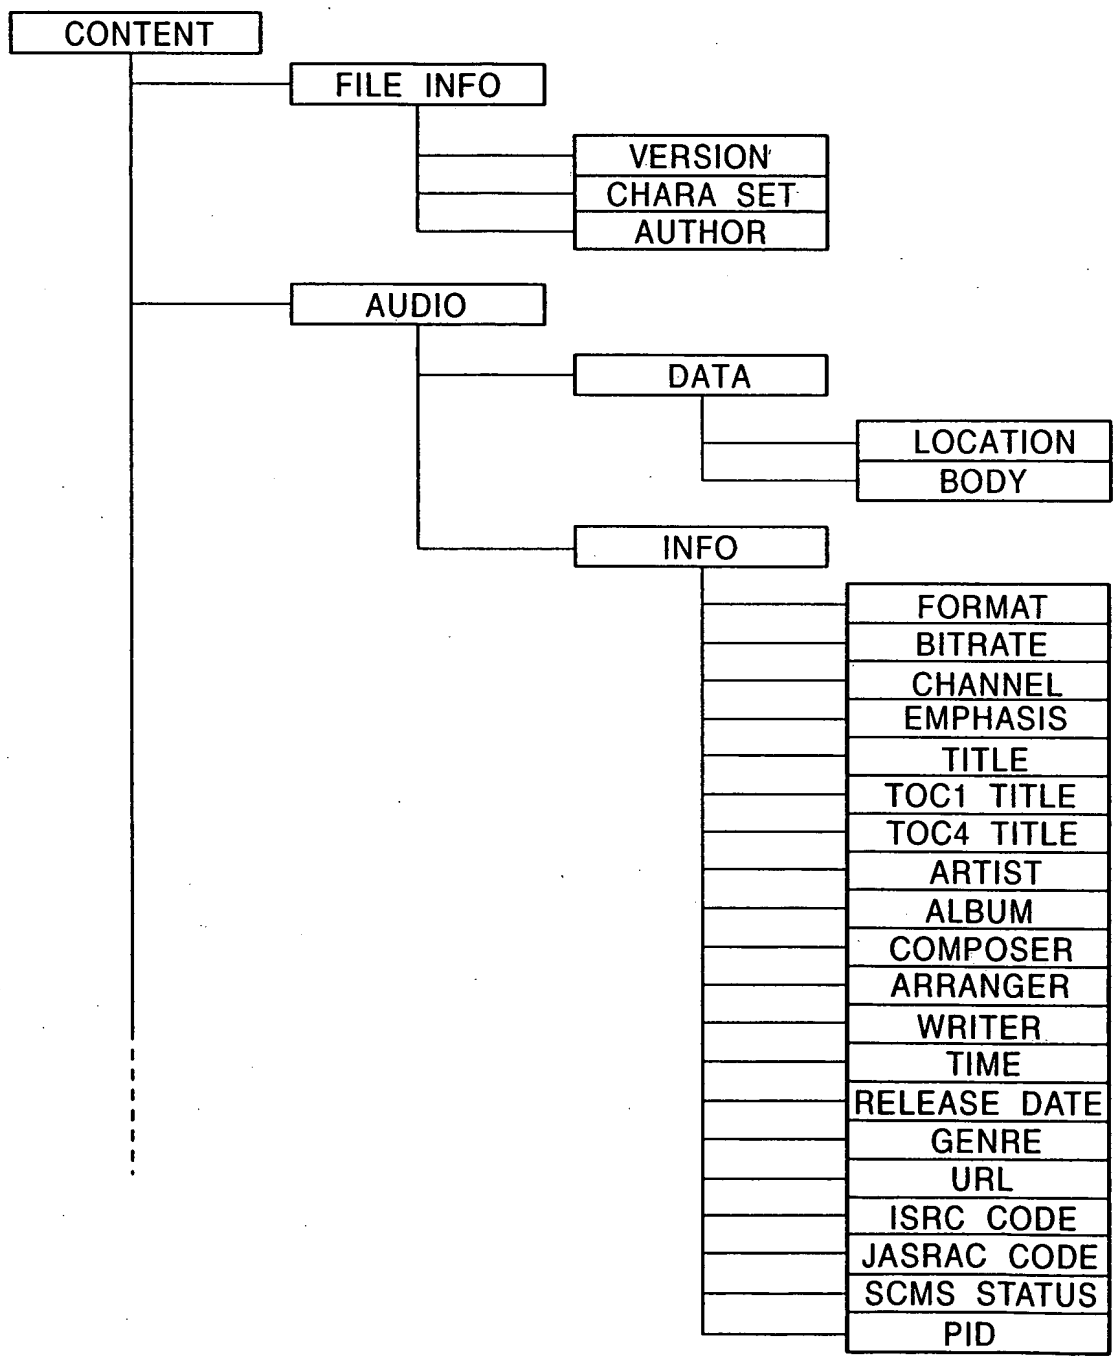 CONTENT
FILE INFO
VERSION
CHARA SET
AUTHOR
AUDIO
DATA
LOCATION
BODY
INFO
FORMAT
BITRATE
CHANNEL
EMPHASIS
TITLE
TOC1 TITLE
TOC4 TITLE
ARTIST
ALBUM
COMPOSER
ARRANGER
WRITER
TIME
RELEASE DATE
GENRE
URL
ISRC CODE
JASRAC CODE
SCMS STATUS
PID